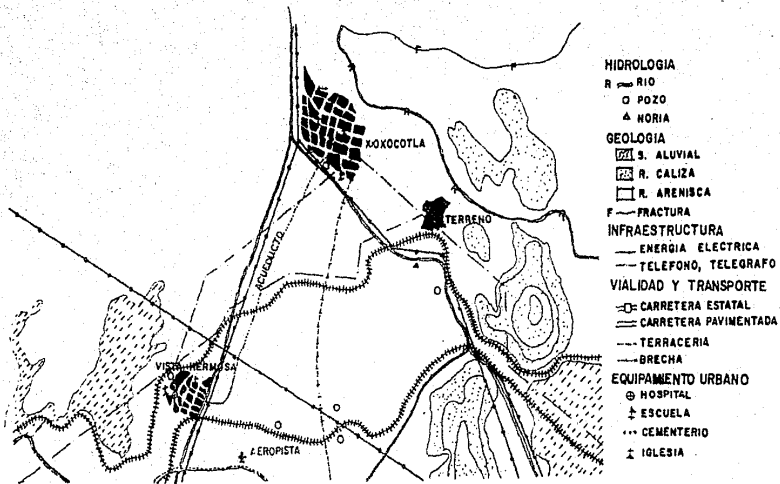 XOXOCOTLA
TERRENO
ACUEDUCTO
VISTA HERMOSA
AEROPISTA
F
F
F
R
R
R
R
HIDROLOGIA
R RIO
POZO
NORIA
GEOLOGIA
S. ALUVIAL
R. CALIZA
R. ARENISCA
F FRACTURA
INFRAESTRUCTURA
ENERGIA ELECTRICA
TELEFONO, TELEGRAFO
VIALIDAD Y TRANSPORTE
CARRETERA ESTATAL
CARRETERA PAVIMENTADA
TERRACERIA
BRECHA
EQUIPAMIENTO URBANO
HOSPITAL
ESCUELA
CEMENTERIO
IGLESIA